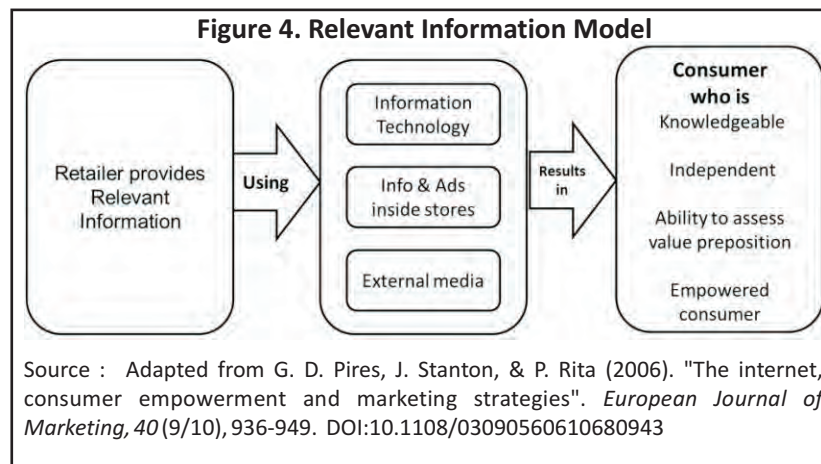 Figure 4. Relevant Information Model
Retailer provides
Relevant
Information
Using
Information
Technology
Info & Ads
inside stores
External media
Results
in
Consumer
who is
Knowledgeable
Independent
Ability to assess
value preposition
Empowered
consumer
Source : Adapted from G. D. Pires, J. Stanton, & P. Rita (2006). "The internet,
consumer empowerment and marketing strategies". European Journal of
Marketing, 40 (9/10), 936-949. DOI:10.1108/03090560610680943